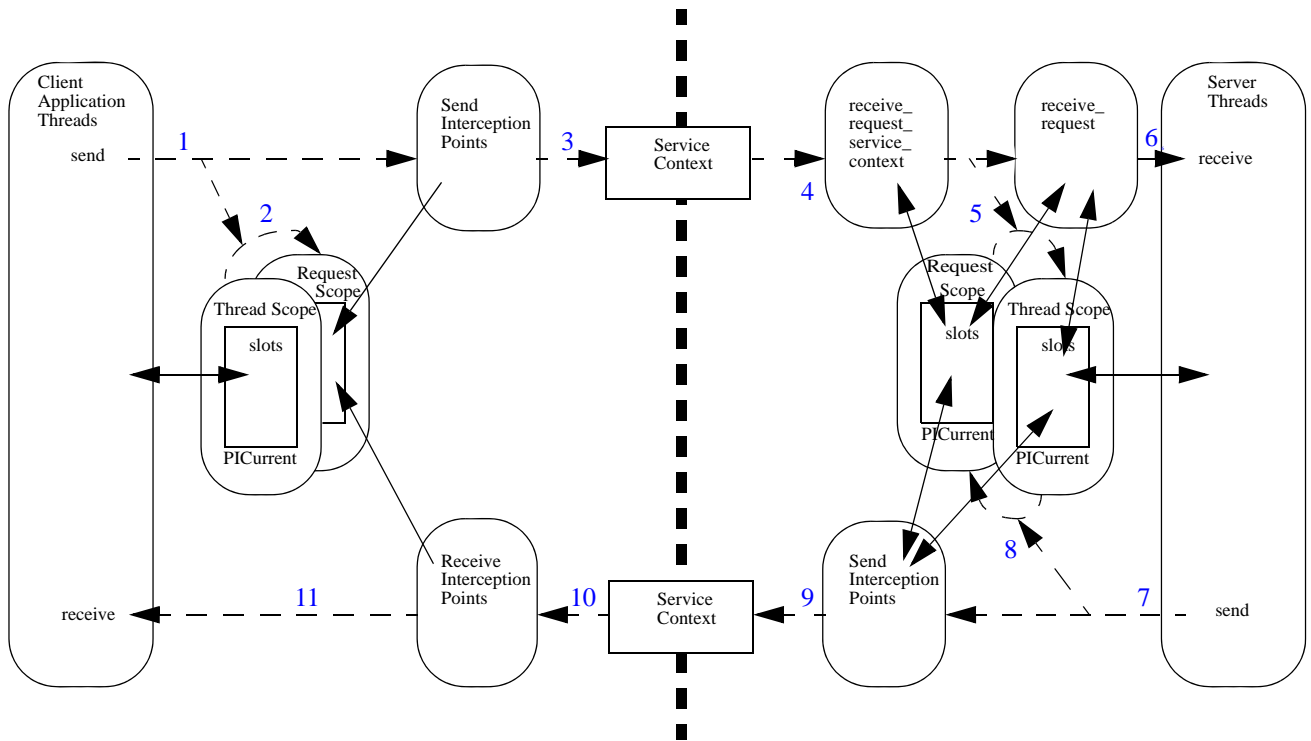 Client
Application
Threads
send
1
2
Send
Interception
Points
3
Service
Context
4
receive_
request_
service_
context
5
receive_
request
6
Server
Threads
receive
Request
Scope
Thread Scope
slots
PICurrent
Request
Scope
slots
PICurrent
Thread Scope
slots
PICurrent
8
Send
Interception
Points
7
send
9
Service
Context
10
Receive
Interception
Points
11
receive